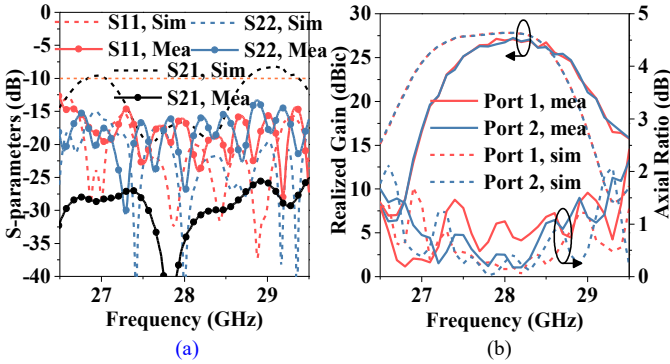 S11, Sim S22, Sim
S11, Mea S22, Mea
S21, Sim
S21, Mea
0
-5
-10
-15
-20
-25
-30
-35
-40
S-parameters (dB)
27 28 29
Frequency (GHz)
(a)
30
25
20
15
10
5
0
Realized Gain (dBic)
Port 1, mea
Port 2, mea
Port 1, sim
Port 2, sim
5
4
3
2
1
0
Axial Ratio (dB)
27 28 29
Frequency (GHz)
(b)